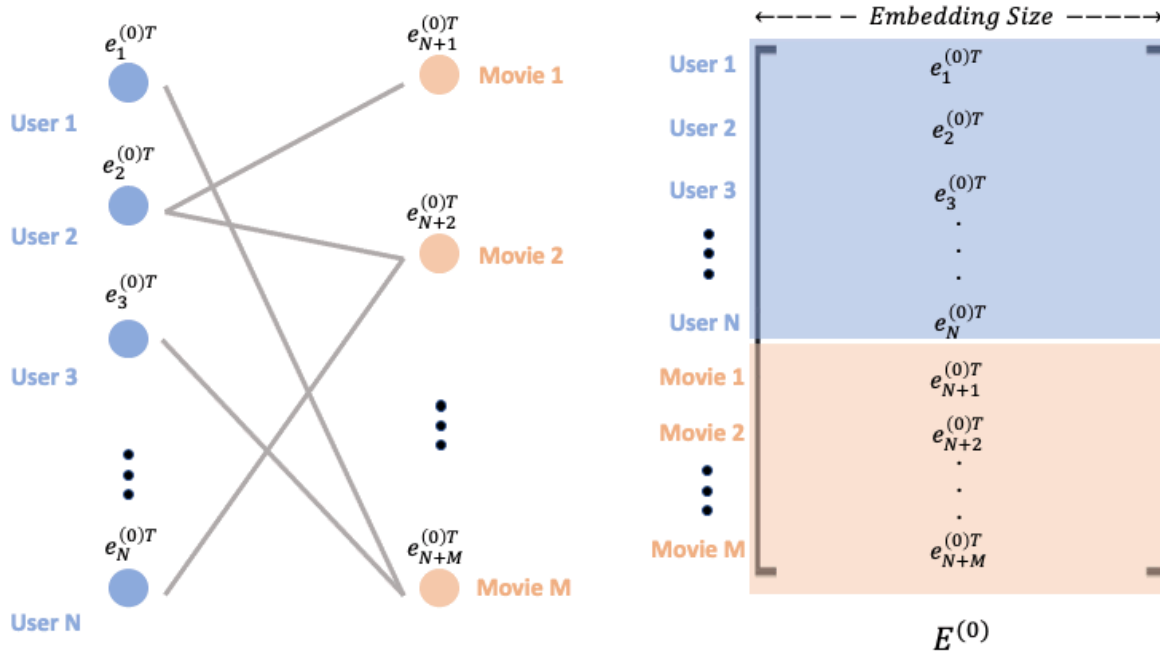 e_1^{(0)T}
User 1
e_2^{(0)T}
User 2
e_3^{(0)T}
User 3
e_N^{(0)T}
User N
e_{N+1}^{(0)T}
Movie 1
e_{N+2}^{(0)T}
Movie 2
e_{N+M}^{(0)T}
Movie M
Embedding Size
User 1 e_1^{(0)T}
User 2 e_2^{(0)T}
User 3 e_3^{(0)T}
User N e_N^{(0)T}
Movie 1 e_{N+1}^{(0)T}
Movie 2 e_{N+2}^{(0)T}
Movie M e_{N+M}^{(0)T}
E^{(0)}